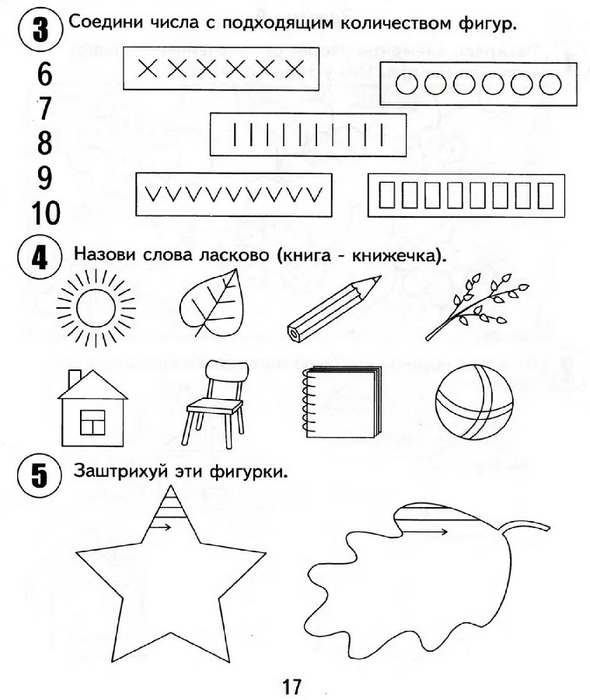 3 Соедини числа с подходящим количеством фигур.
6
7
8
9
10
4 Назови слова ласково (книга - книжечка).
5 Заштрихуй эти фигурки.
17